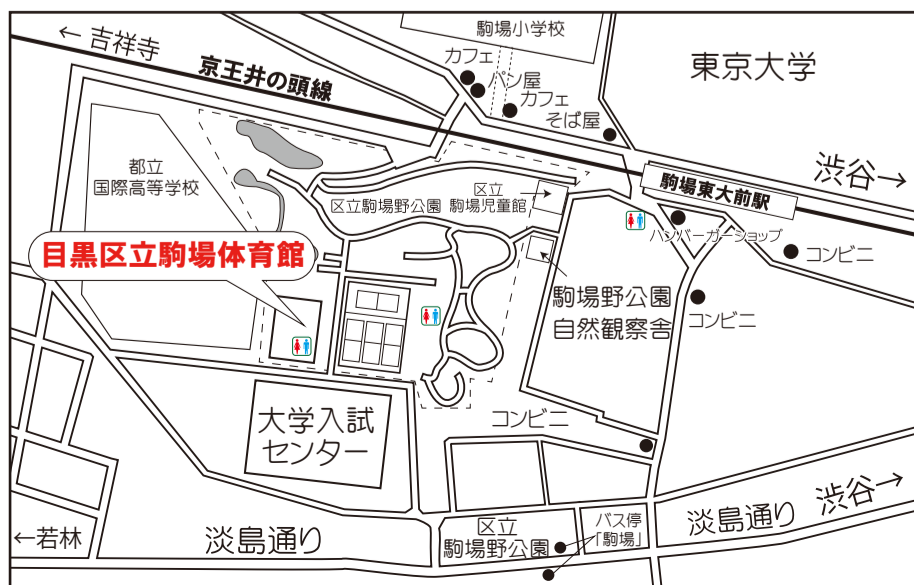 ← 吉祥寺
京王井の頭線
駒場小学校
カフェ
パン屋
カフェ
そば屋
東京大学
渋谷→
駒場東大前駅
都立
国際高等学校
区立
駒場児童館
区立駒場野公園
ハンバーガーショップ
コンビニ
目黒区立駒場体育館
駒場野公園
自然観察舎
コンビニ
大学入試
センター
コンビニ
←若林
淡島通り
区立
駒場野公園
バス停
「駒場」
淡島通り
渋谷→